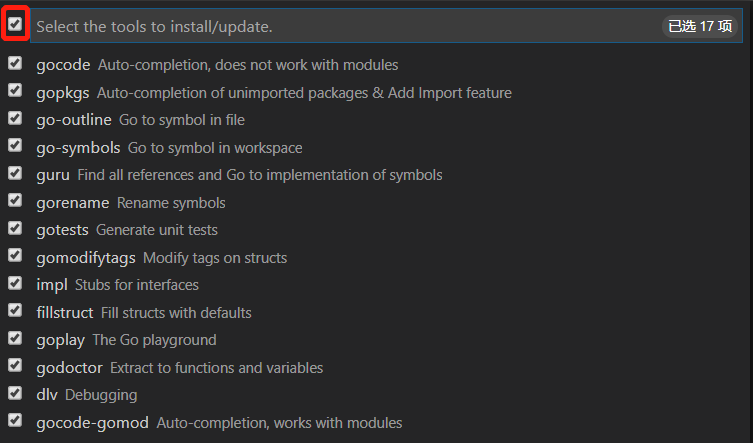 Select the tools to install/update. 已选 17 项
gocode Auto-completion, does not work with modules
gopkgs Auto-completion of unimported packages & Add Import feature
go-outline Go to symbol in file
go-symbols Go to symbol in workspace
guru Find all references and Go to implementation of symbols
gorename Rename symbols
gotests Generate unit tests
gomodifytags Modify tags on structs
impl Stubs for interfaces
fillstruct Fill structs with defaults
goplay The Go playground
godoctor Extract to functions and variables
dlv Debugging
gocode-gomod Auto-completion, works with modules